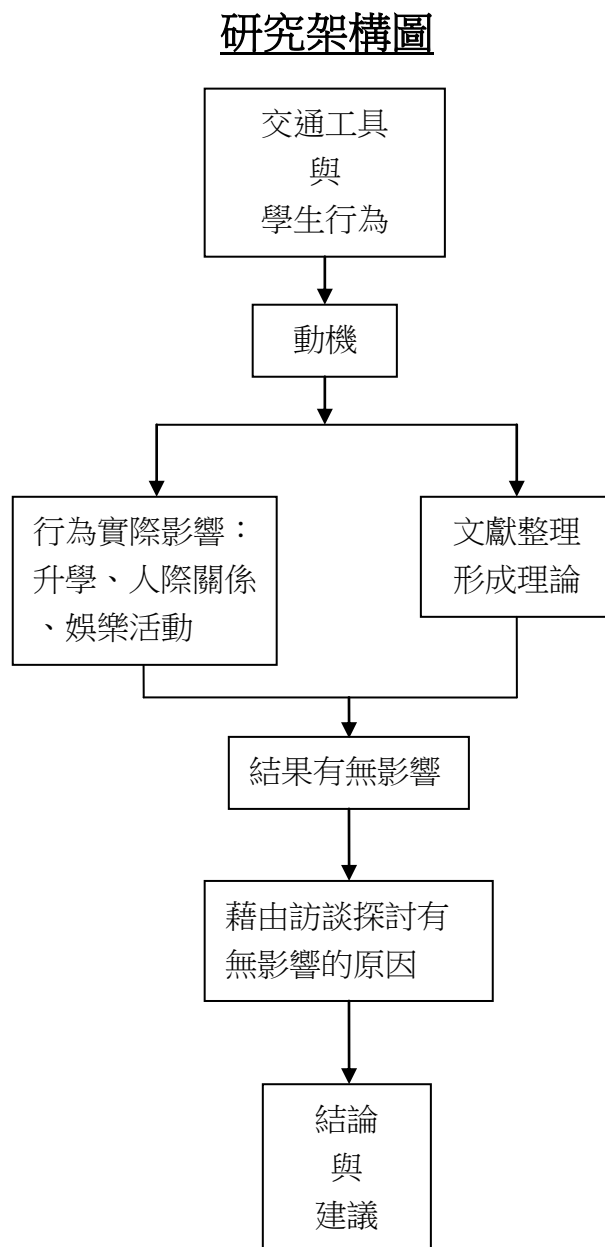 研究架構圖
交通工具
與
學生行為
動機
行為實際影響：
升學、人際關係
、娛樂活動
文獻整理
形成理論
結果有無影響
藉由訪談探討有
無影響的原因
結論
與
建議